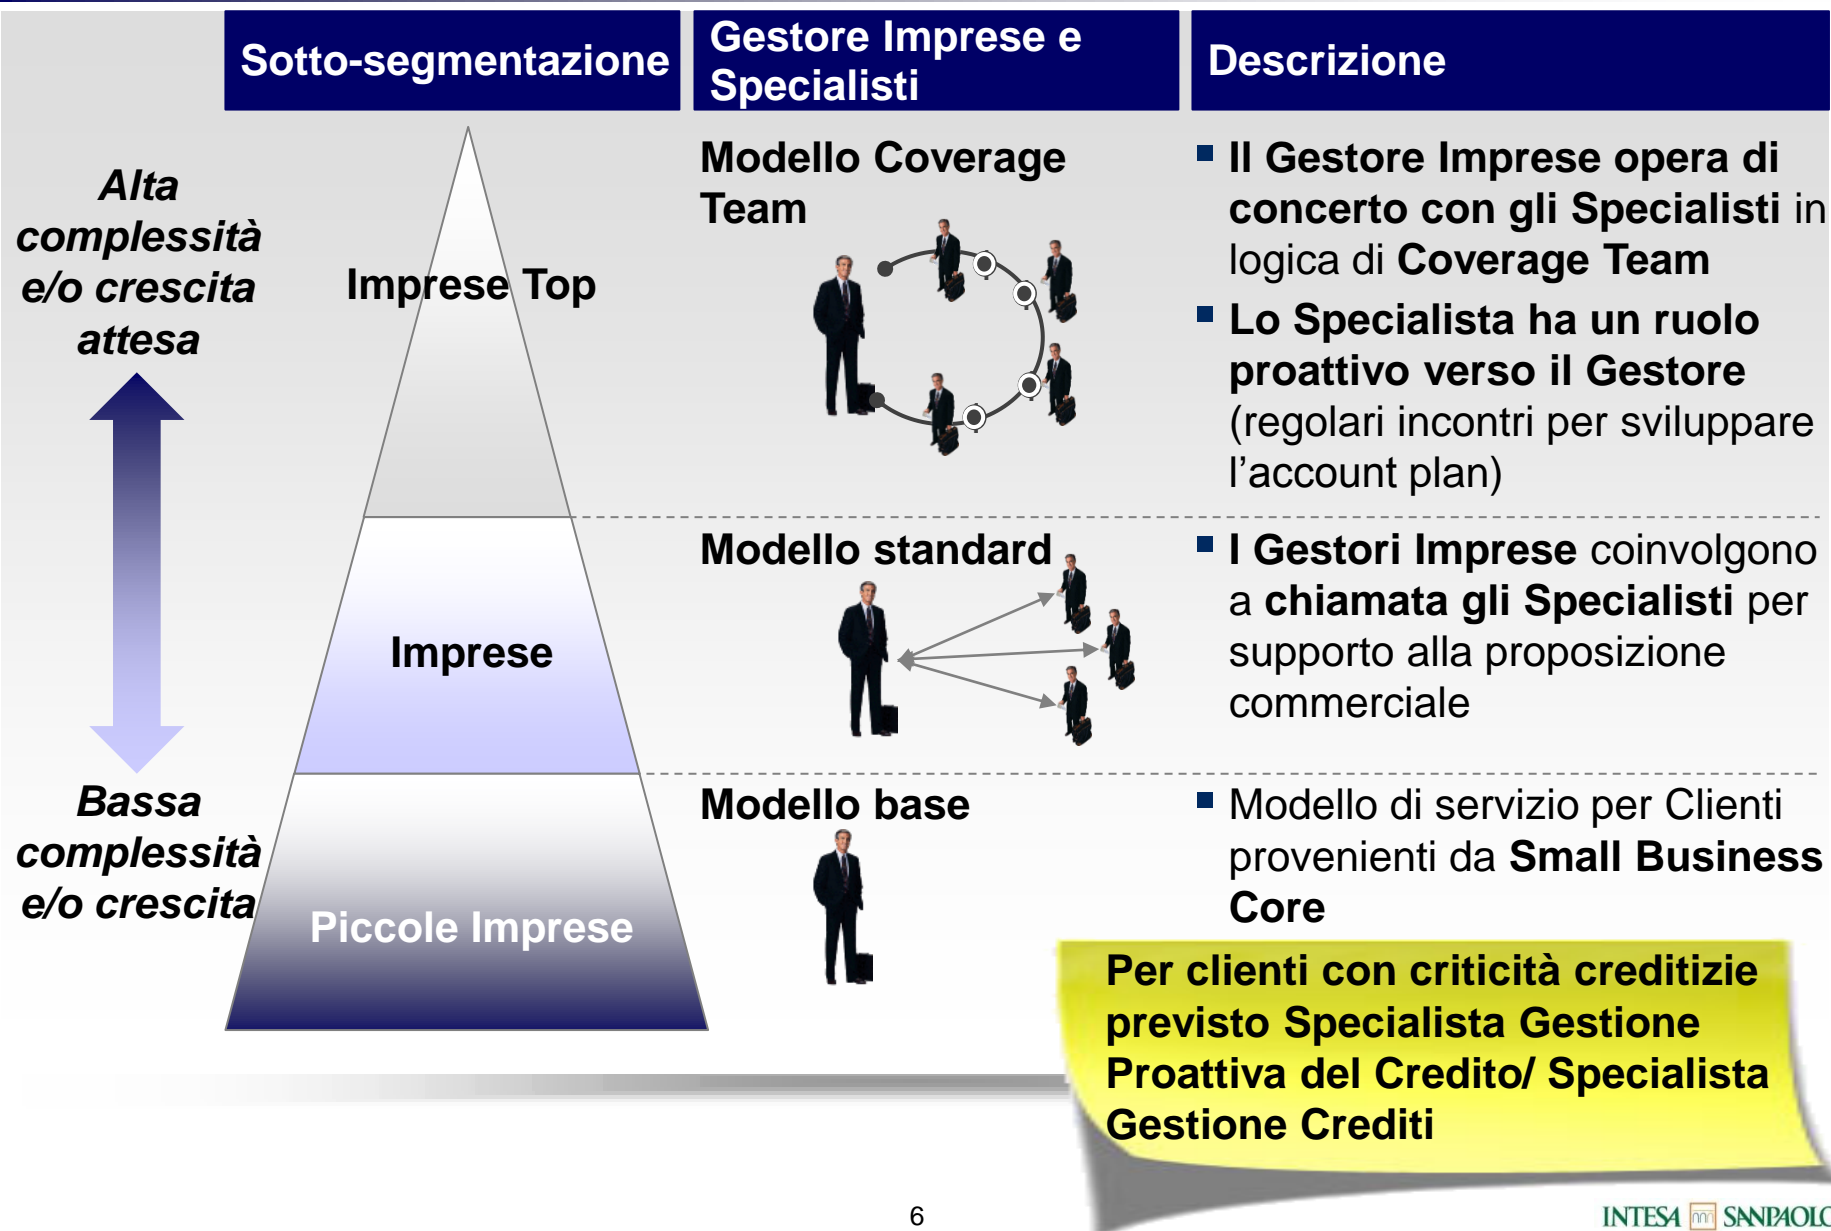 Sotto-segmentazione
Gestore Imprese e
Specialisti
Descrizione
Alta
complessità
e/o crescita
attesa
Imprese Top
Modello Coverage
Team
Il Gestore Imprese opera di
concerto con gli Specialisti in
logica di Coverage Team
Lo Specialista ha un ruolo
proattivo verso il Gestore
(regolari incontri per sviluppare
l’account plan)
Imprese
Modello standard
I Gestori Imprese coinvolgono
a chiamata gli Specialisti per
supporto alla proposizione
commerciale
Bassa
complessità
e/o crescita
Piccole Imprese
Modello base
Modello di servizio per Clienti
provenienti da Small Business
Core
Per clienti con criticità creditizie
previsto Specialista Gestione
Proattiva del Credito/ Specialista
Gestione Crediti
6
INTESA SANPAOLO